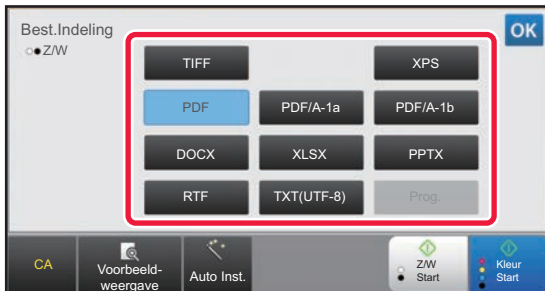 Best.Indeling
OK
Z/W
TIFF
XPS
PDF
PDF/A-1a
PDF/A-1b
DOCX
XLSX
PPTX
RTF
TXT(UTF-8)
Prog.
CA
Voorbeeld-
weergave
Auto Inst.
Z/W
Start
Kleur
Start